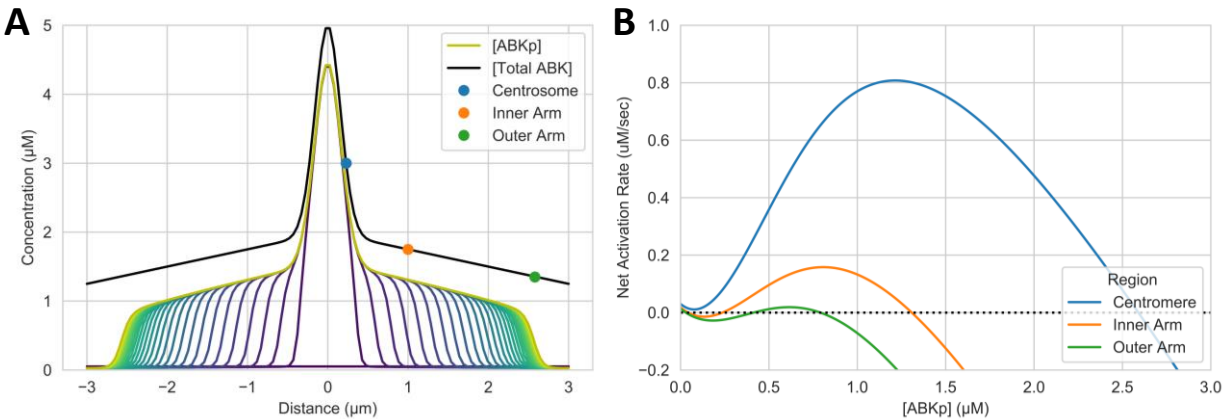 A
5
4
3
2
1
0
Concentration (µM)
[ABKp]
[Total ABK]
Centrosome
Inner Arm
Outer Arm
−3 −2 −1 0 1 2 3
Distance (µm)
B
1.0
0.8
0.6
0.4
0.2
0.0
−0.2
Net Activation Rate (uM/sec)
Region
Centromere
Inner Arm
Outer Arm
0.0 0.5 1.0 1.5 2.0 2.5 3.0
[ABKp] (µM)